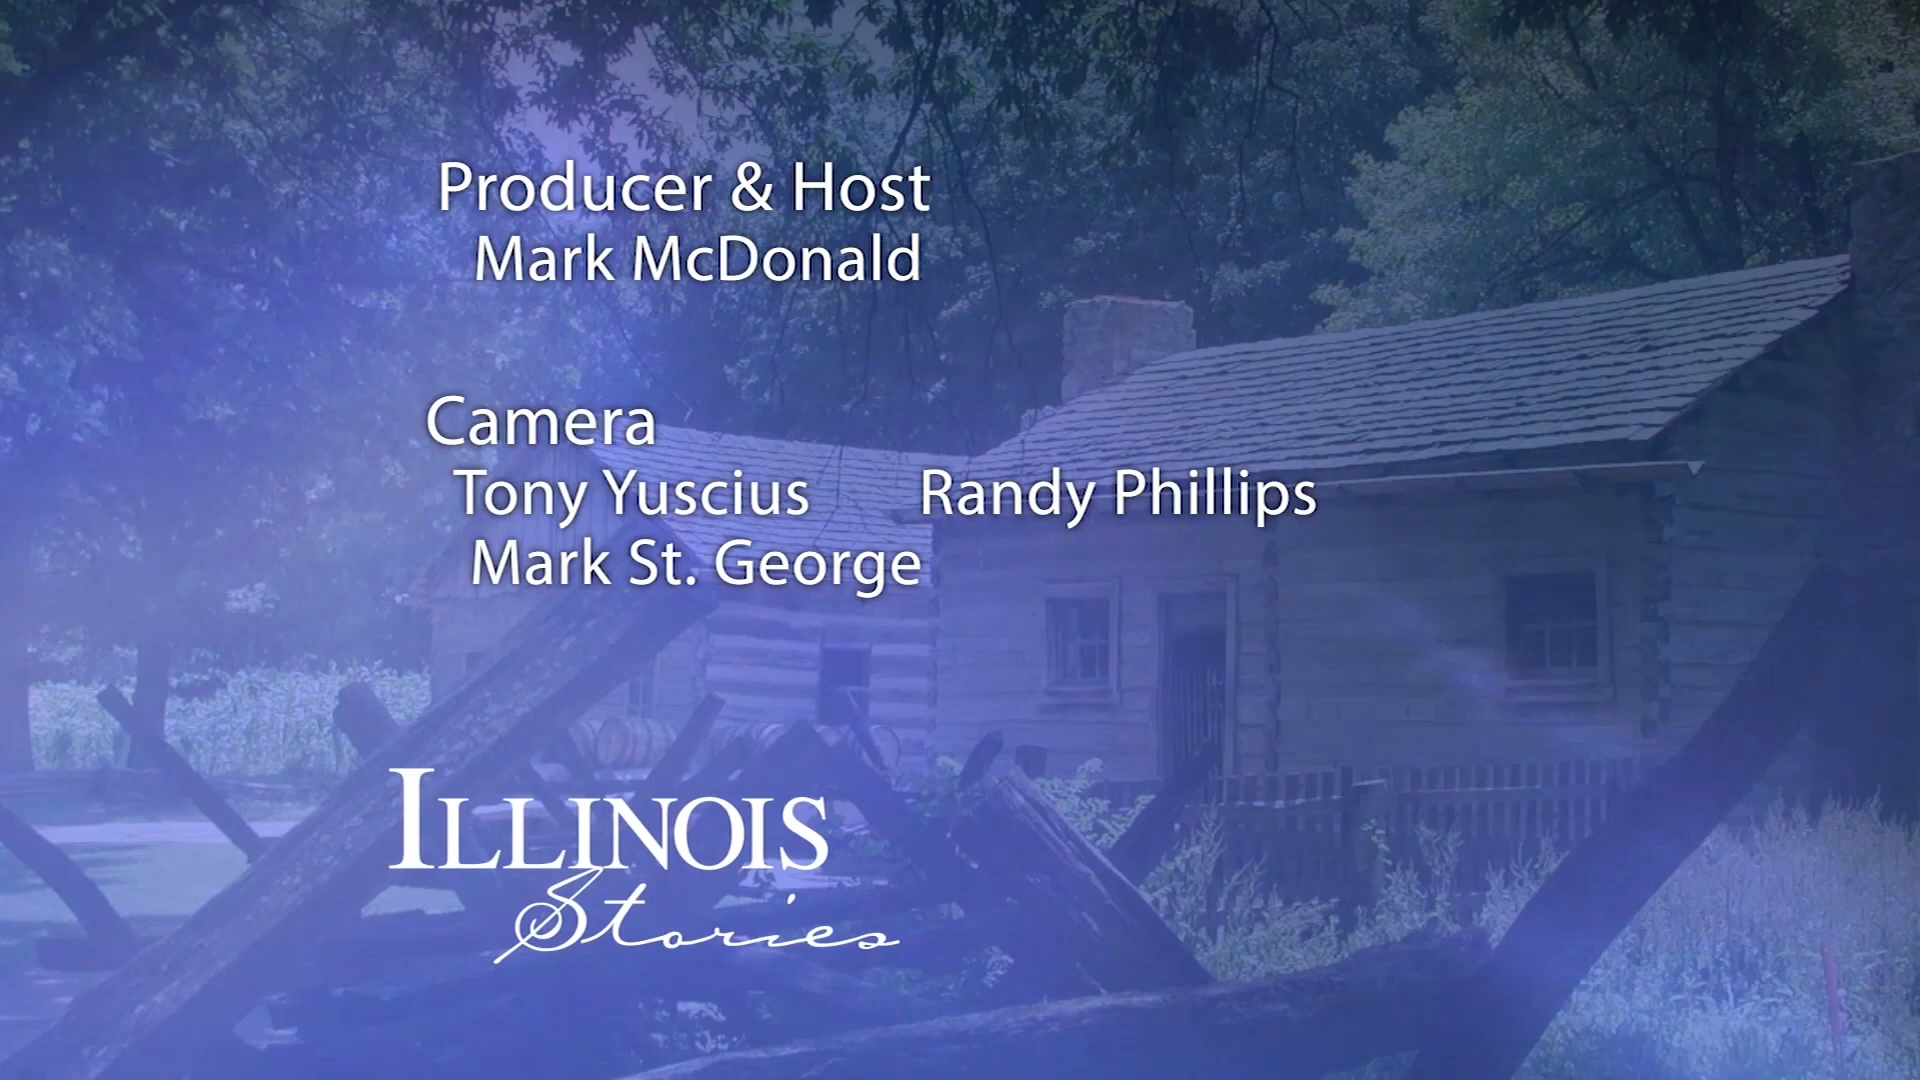 Producer & Host
Mark McDonald
Camera
Tony Yuscius Randy Phillips
Mark St. George
ILLINOIS
Stories